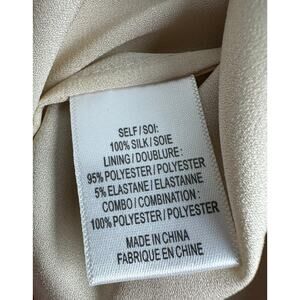 SELF / SOI:
100% SILK / SOIE
LINING / DOUBLURE :
95% POLYESTER / POLYESTER
5% ELASTANE / ELASTANNE
COMBO / COMBINATION :
100% POLYESTER / POLYESTER
MADE IN CHINA
FABRIQUE EN CHINE